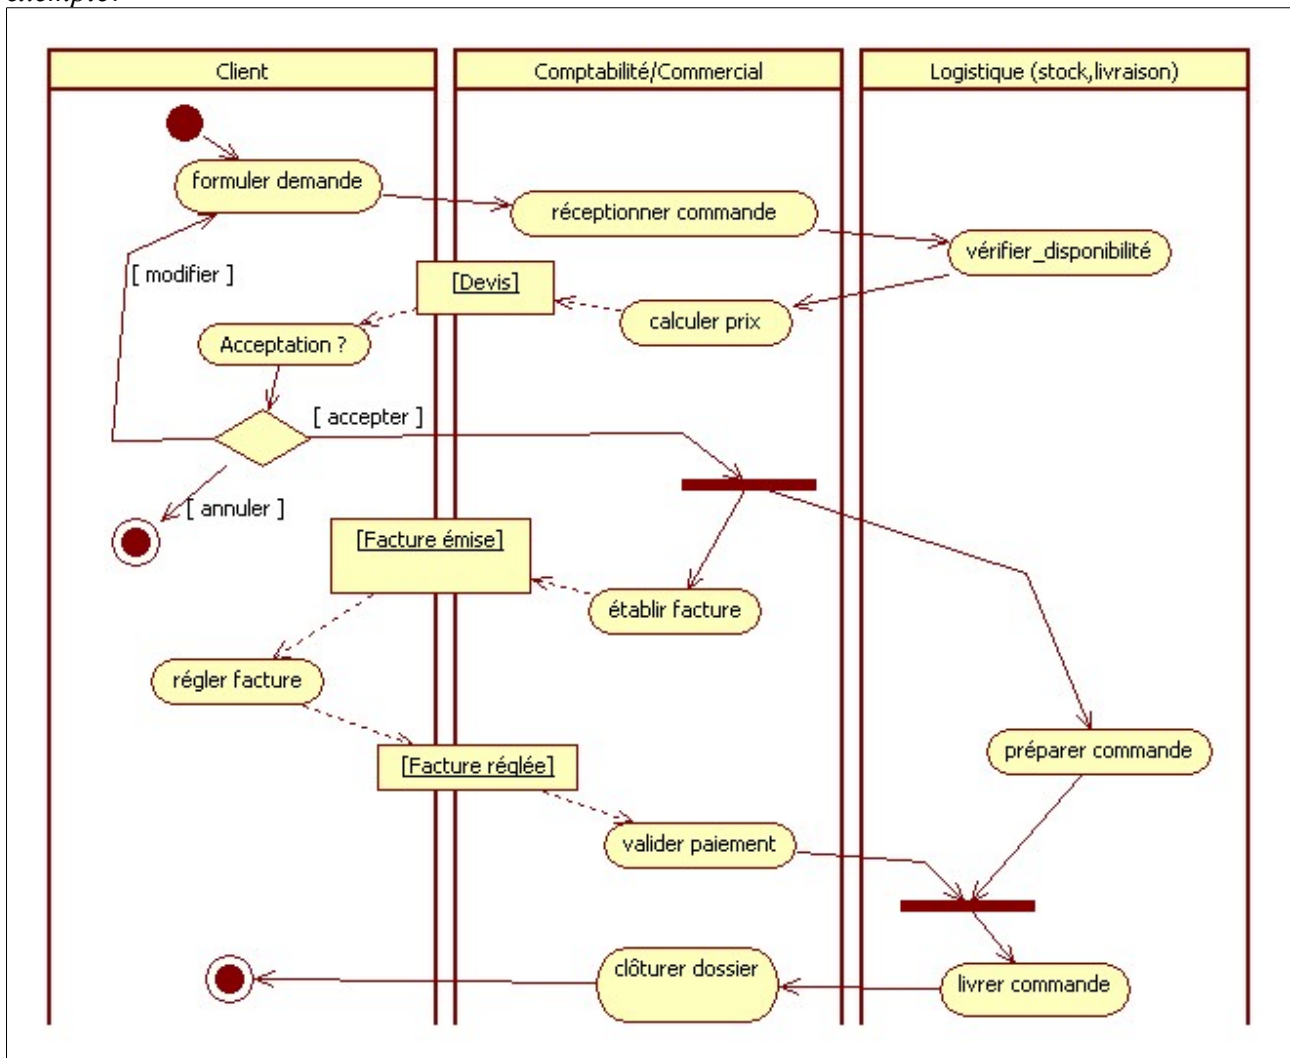 exemple:
Client
Comptabilité/Commercial
Logistique (stock,livraison)
formuler demande
réceptionner commande
vérifier_disponibilité
[ modifier ]
[Devis]
calculer prix
Acceptation ?
[ accepter ]
[ annuler ]
[Facture émise]
établir facture
régler facture
préparer commande
[Facture réglée]
valider paiement
clôturer dossier
livrer commande